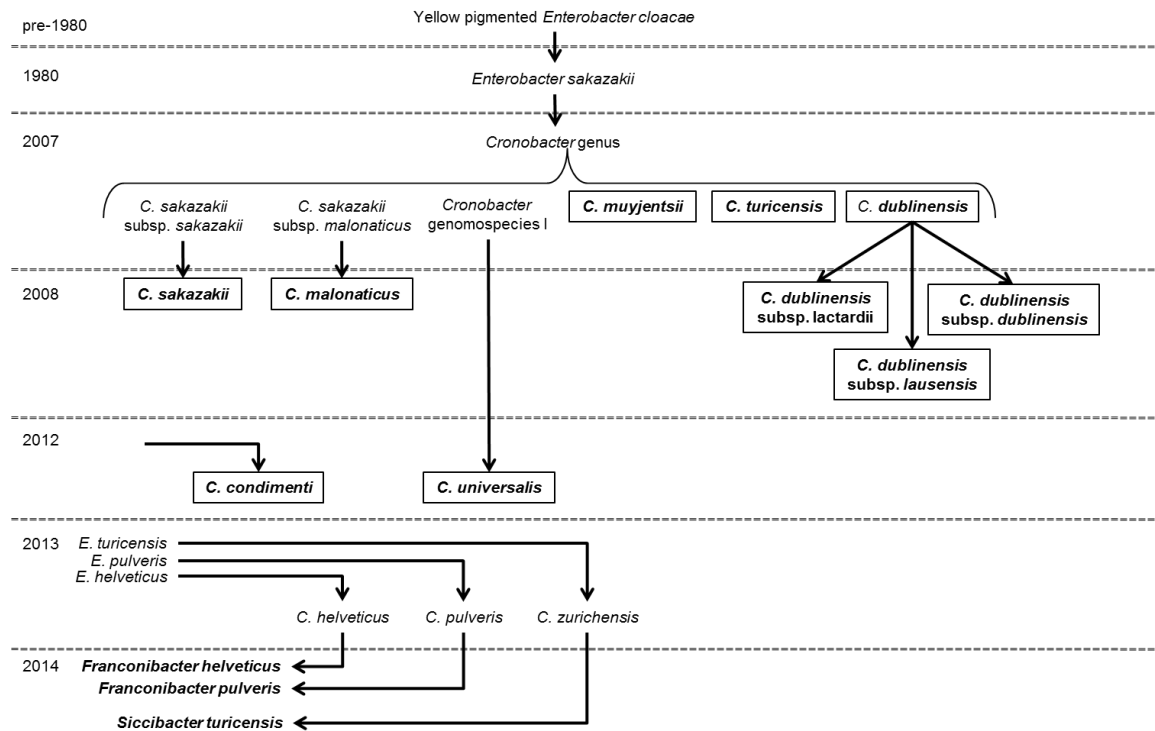 pre-1980
Yellow pigmented Enterobacter cloacae
1980
Enterobacter sakazakii
2007
Cronobacter genus
C. sakazakii
subsp. sakazakii
C. sakazakii
subsp. malonaticus
Cronobacter
genomospecies I
C. muyjentsii
C. turicensis
C. dublinensis
2008
C. sakazakii
C. malonaticus
C. dublinensis
subsp. lactardii
C. dublinensis
subsp. dublinensis
C. dublinensis
subsp. lausensis
2012
C. condimenti
C. universalis
2013
E. turicensis
E. pulveris
E. helveticus
C. helveticus
C. pulveris
C. zurichensis
2014
Franconibacter helveticus
Franconibacter pulveris
Siccibacter turicensis